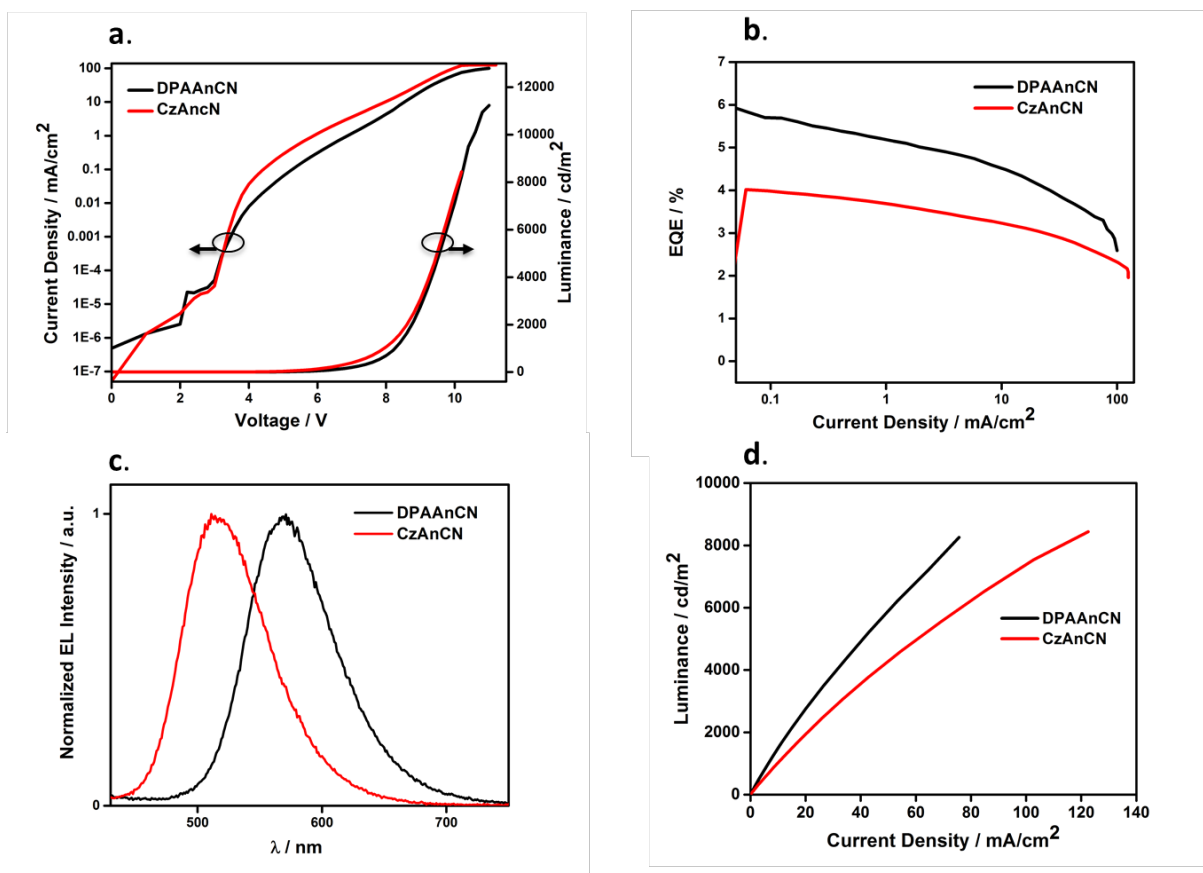 a.
DPAAnCN
CzAncN
Current Density / mA/cm2
100
10
1
0.1
0.01
0.001
1E-4
1E-5
1E-6
1E-7
0 2 4 6 8 10
Voltage / V
12000
10000
8000
6000
4000
2000
0
Luminance / cd/m2
b.
DPAAnCN
CzAnCN
EQE / %
7
6
5
4
3
2
1
0
0.1 1 10 100
Current Density / mA/cm2
c.
DPAAnCN
CzAnCN
Normalized EL Intensity / a.u.
1
0
500 600 700
λ / nm
d.
DPAAnCN
CzAnCN
Luminance / cd/m2
10000
8000
6000
4000
2000
0
0 20 40 60 80 100 120 140
Current Density / mA/cm2